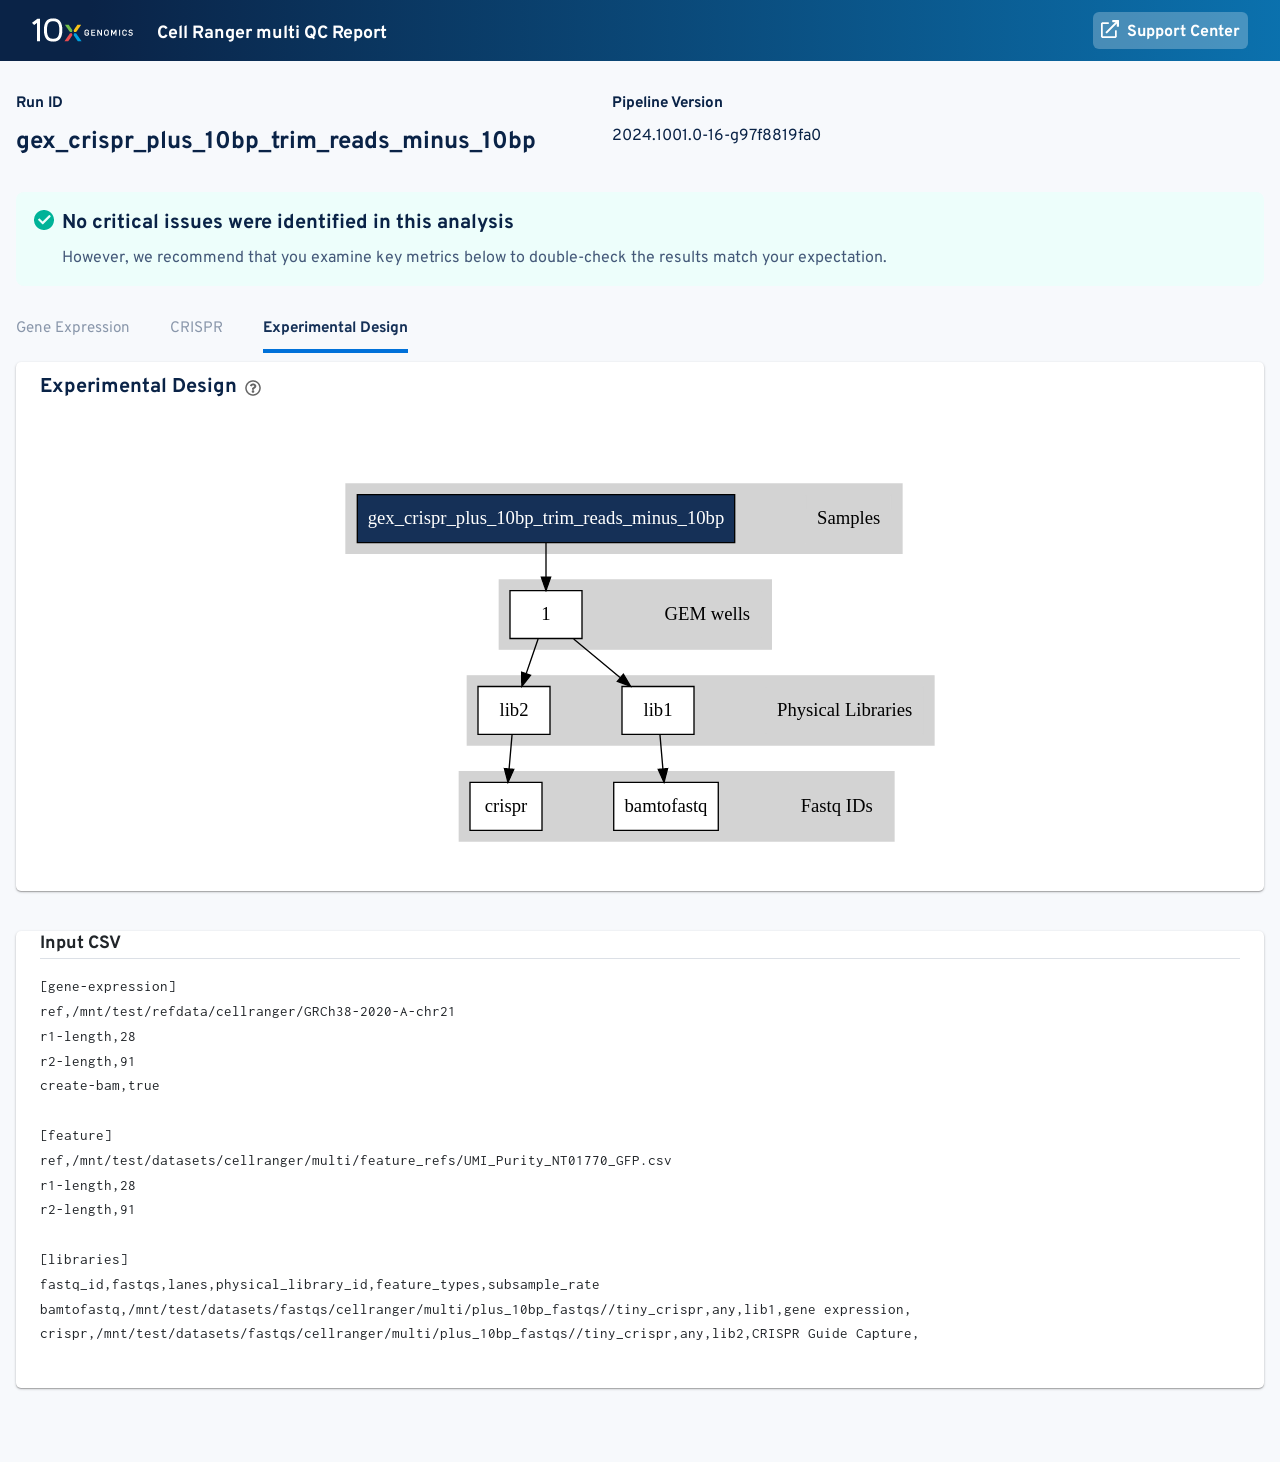 10x GENOMICS Cell Ranger multi QC Report Support Center
Run ID Pipeline Version
gex_crispr_plus_10bp_trim_reads_minus_10bp 2024.1001.0-16-g97f8819fa0
No critical issues were identified in this analysis
However, we recommend that you examine key metrics below to double-check the results match your expectation.
Gene Expression CRISPR Experimental Design
Experimental Design ?
gex_crispr_plus_10bp_trim_reads_minus_10bp Samples
1 GEM wells
lib2 lib1 Physical Libraries
crispr bamtofastq Fastq IDs
Input CSV
[gene-expression]
ref,/mnt/test/refdata/cellranger/GRCh38-2020-A-chr21
r1-length,28
r2-length,91
create-bam,true
[feature]
ref,/mnt/test/datasets/cellranger/multi/feature_refs/UMI_Purity_NT01770_GFP.csv
r1-length,28
r2-length,91
[libraries]
fastq_id,fastqs,lanes,physical_library_id,feature_types,subsample_rate
bamtofastq,/mnt/test/datasets/fastqs/cellranger/multi/plus_10bp_fastqs//tiny_crispr,any,lib1,gene expression,
crispr,/mnt/test/datasets/fastqs/cellranger/multi/plus_10bp_fastqs//tiny_crispr,any,lib2,CRISPR Guide Capture,